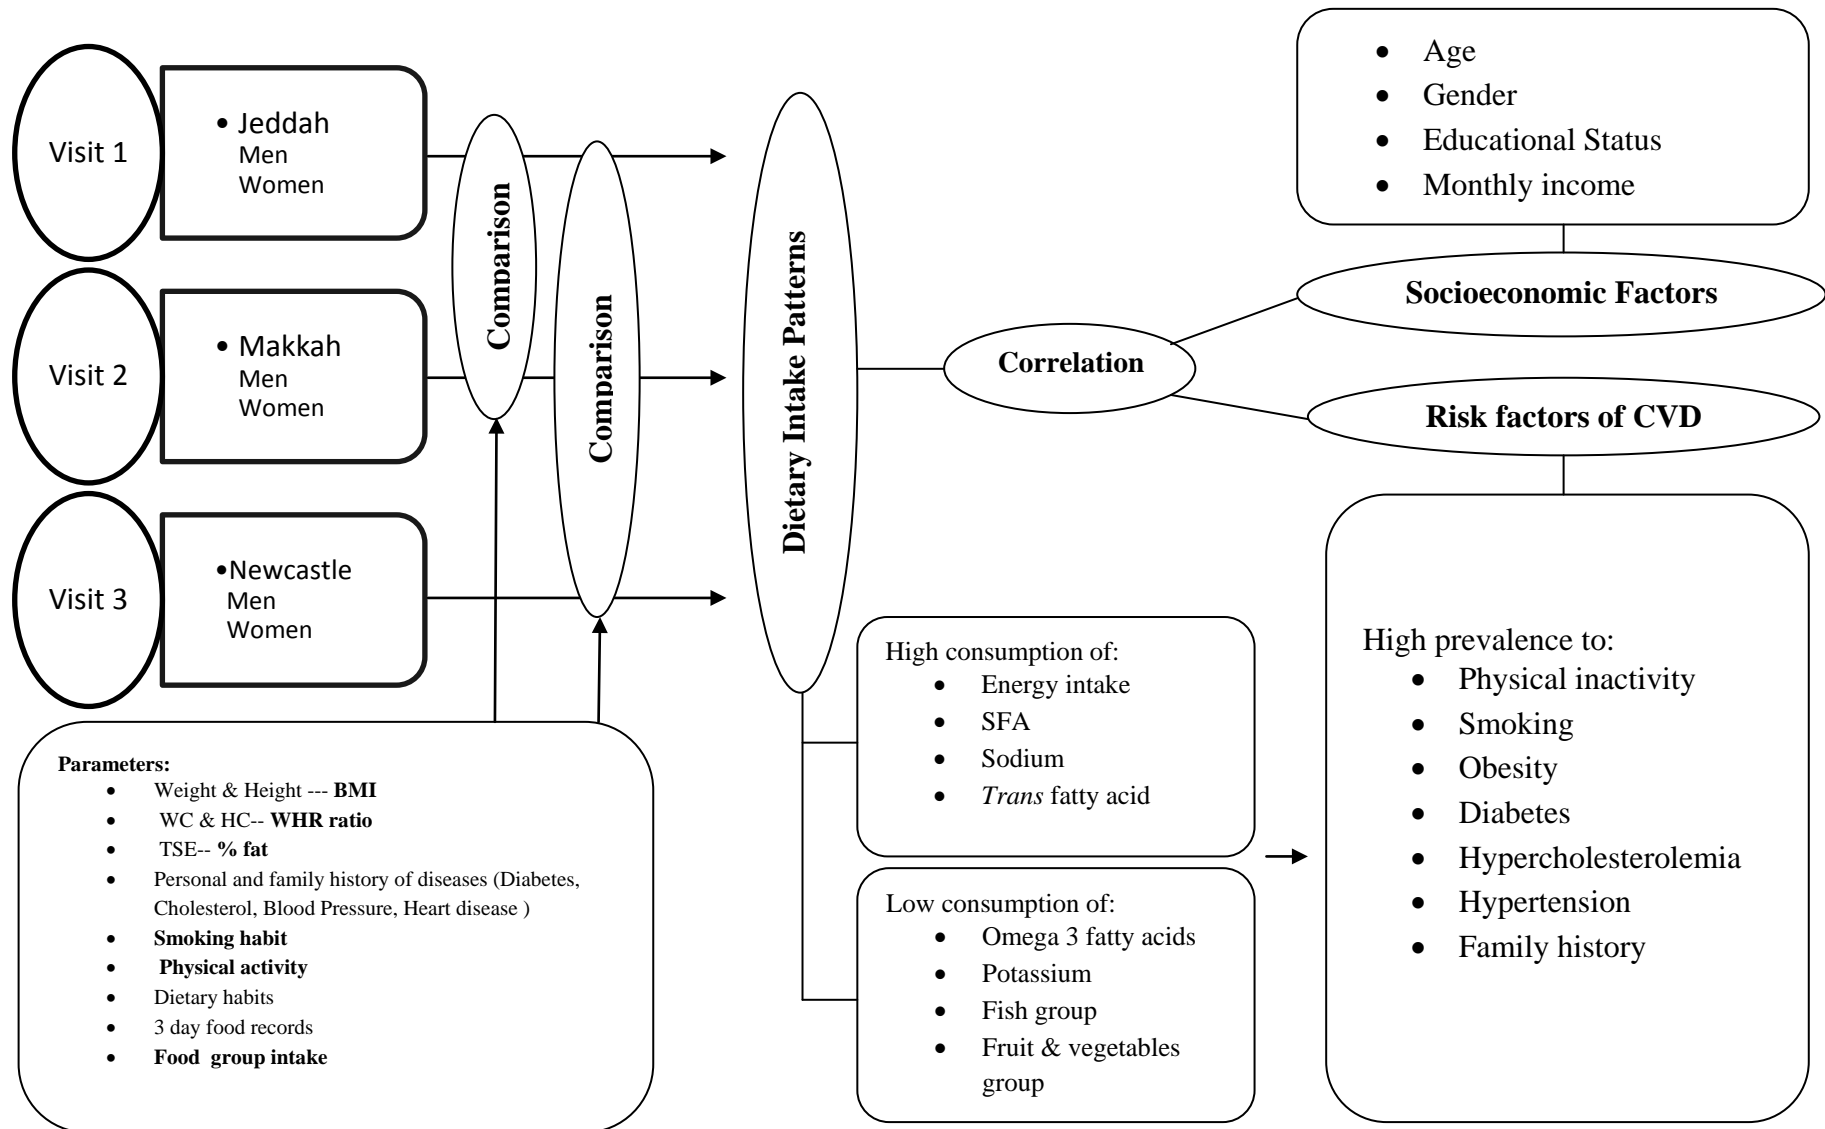 Visit 1
• Jeddah
Men
Women
Visit 2
• Makkah
Men
Women
Visit 3
•Newcastle
Men
Women
Comparison
Comparison
Dietary Intake Patterns
Correlation
• Age
• Gender
• Educational Status
• Monthly income
Socioeconomic Factors
Risk factors of CVD
Parameters:
• Weight & Height --- BMI
• WC & HC-- WHR ratio
• TSE-- % fat
• Personal and family history of diseases (Diabetes,
Cholesterol, Blood Pressure, Heart disease )
• Smoking habit
• Physical activity
• Dietary habits
• 3 day food records
• Food group intake
High consumption of:
• Energy intake
• SFA
• Sodium
• Trans fatty acid
Low consumption of:
• Omega 3 fatty acids
• Potassium
• Fish group
• Fruit & vegetables
group
High prevalence to:
• Physical inactivity
• Smoking
• Obesity
• Diabetes
• Hypercholesterolemia
• Hypertension
• Family history